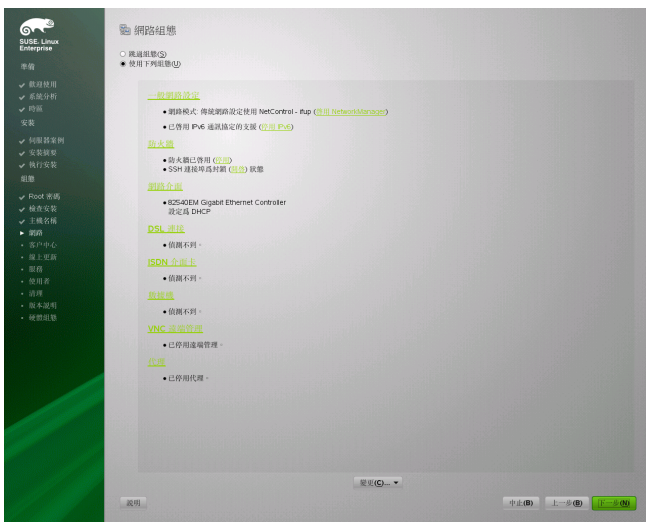 SUSE. Linux
Enterprise
準備
歡迎使用
系統分析
時區
安裝
伺服器案例
安裝摘要
執行安裝
組態
Root 密碼
檢查安裝
主機名稱
網路
客戶中心
線上更新
服務
使用者
清理
版本說明
硬體組態
網路組態
跳過組態(S)
使用下列組態(U)
一般網路設定
網路模式: 傳統網路設定使用 NetControl - ifup (啓用 NetworkManager)
已啓用 IPv6 通訊協定的支援 (停用 IPv6)
防火牆
防火牆已啓用 (停用)
SSH 連接埠爲封鎖 (開啓) 狀態
網路介面
82540EM Gigabit Ethernet Controller
設定爲 DHCP
DSL 連接
偵測不到。
ISDN 介面卡
偵測不到。
數據機
偵測不到。
VNC 遠端管理
已停用遠端管理。
代理
已停用代理。
變更(C)...
說明
中止(B)
上一步(B)
下一步(N)